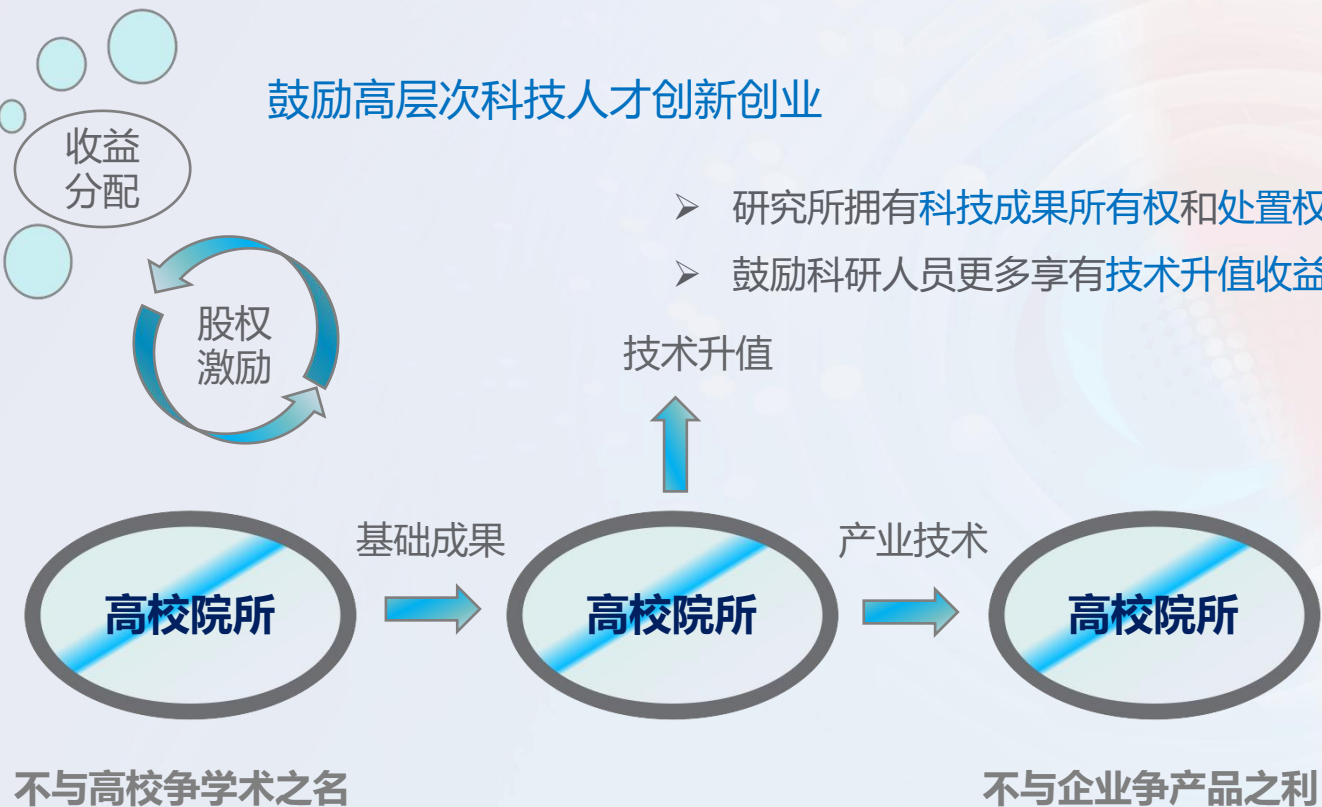 鼓励高层次科技人才创新创业
收益
分配
研究所拥有科技成果所有权和处置权
鼓励科研人员更多享有技术升值收益
股权
激励
技术升值
基础成果
产业技术
高校院所
高校院所
高校院所
不与高校争学术之名
不与企业争产品之利